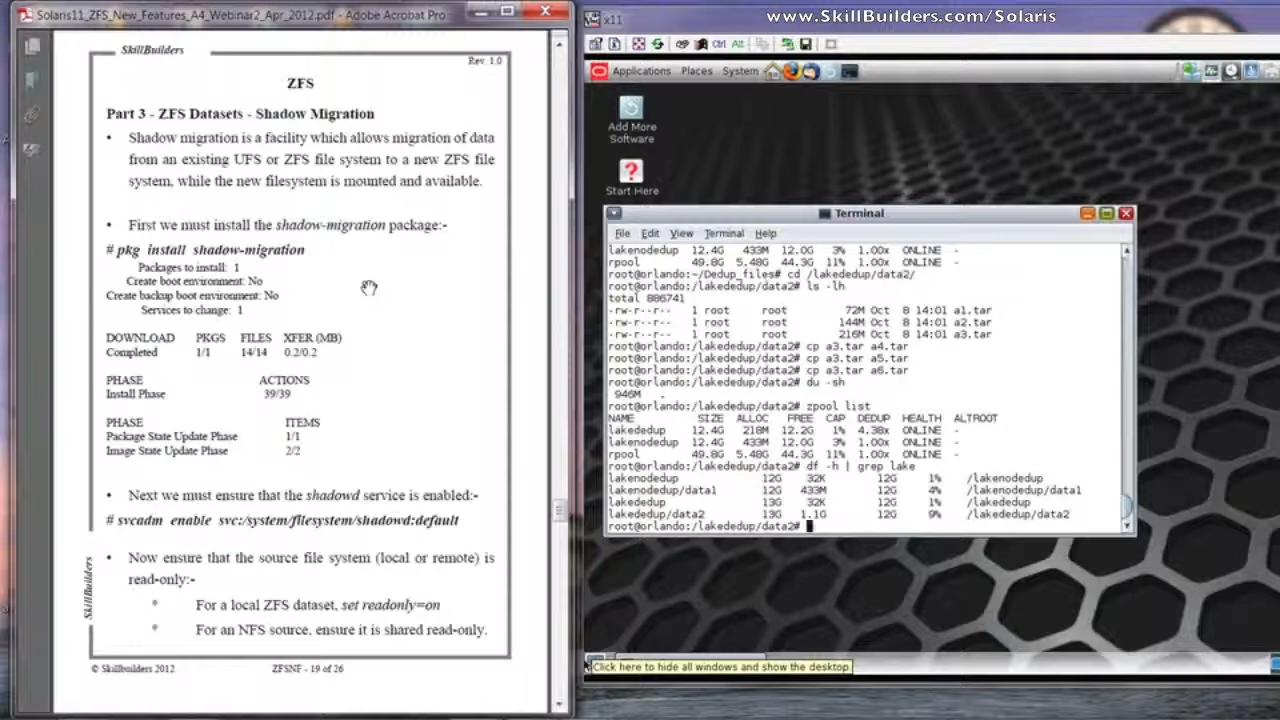 Solaris11_ZFS_New_Features_A4_Webinar2_Apr_2012.pdf - Adobe Acrobat Pro
SkillBuilders
Rev. 1.0
ZFS
Part 3 - ZFS Datasets - Shadow Migration
• Shadow migration is a facility which allows migration of data
from an existing UFS or ZFS file system to a new ZFS file
system, while the new filesystem is mounted and available.
• First we must install the shadow-migration package:-
# pkg install shadow-migration
Packages to install: 1
Create boot environment: No
Create backup boot environment: No
Services to change: 1
DOWNLOAD PKGS FILES XFER (MB)
Completed 1/1 14/14 0.2/0.2
PHASE ACTIONS
Install Phase 39/39
PHASE ITEMS
Package State Update Phase 1/1
Image State Update Phase 2/2
• Next we must ensure that the shadowd service is enabled:-
# svcadm enable svc:/system/filesystem/shadowd:default
• Now ensure that the source file system (local or remote) is
read-only:-
* For a local ZFS dataset, set readonly=on
* For an NFS source, ensure it is shared read-only.
SkillBuilders
© Skillbuilders 2012 ZFSNF - 19 of 26
www.SkillBuilders.com/Solaris
x11
Ctrl Alt
Applications Places System
Add More
Software
Start Here
Terminal
File Edit View Terminal Help
lakenodedup 12.4G 433M 12.0G 3% 1.00x ONLINE -
rpool 49.8G 5.48G 44.3G 11% 1.00x ONLINE -
root@orlando:~/Dedup_files# cd /lakededup/data2/
root@orlando:/lakededup/data2# ls -lh
total 886741
-rw-r--r-- 1 root root 72M Oct 8 14:01 a1.tar
-rw-r--r-- 1 root root 144M Oct 8 14:01 a2.tar
-rw-r--r-- 1 root root 216M Oct 8 14:01 a3.tar
root@orlando:/lakededup/data2# cp a3.tar a4.tar
root@orlando:/lakededup/data2# cp a3.tar a5.tar
root@orlando:/lakededup/data2# cp a3.tar a6.tar
root@orlando:/lakededup/data2# du -sh
946M .
root@orlando:/lakededup/data2# zpool list
NAME SIZE ALLOC FREE CAP DEDUP HEALTH ALTROOT
lakededup 12.4G 218M 12.2G 1% 4.38x ONLINE -
lakenodedup 12.4G 433M 12.0G 3% 1.00x ONLINE -
rpool 49.8G 5.48G 44.3G 11% 1.00x ONLINE -
root@orlando:/lakededup/data2# df -h | grep lake
lakenodedup 12G 32K 12G 1% /lakenodedup
lakenodedup/data1 12G 433M 12G 4% /lakenodedup/data1
lakededup 13G 32K 12G 1% /lakededup
lakededup/data2 13G 1.1G 12G 9% /lakededup/data2
root@orlando:/lakededup/data2#
Click here to hide all windows and show the desktop